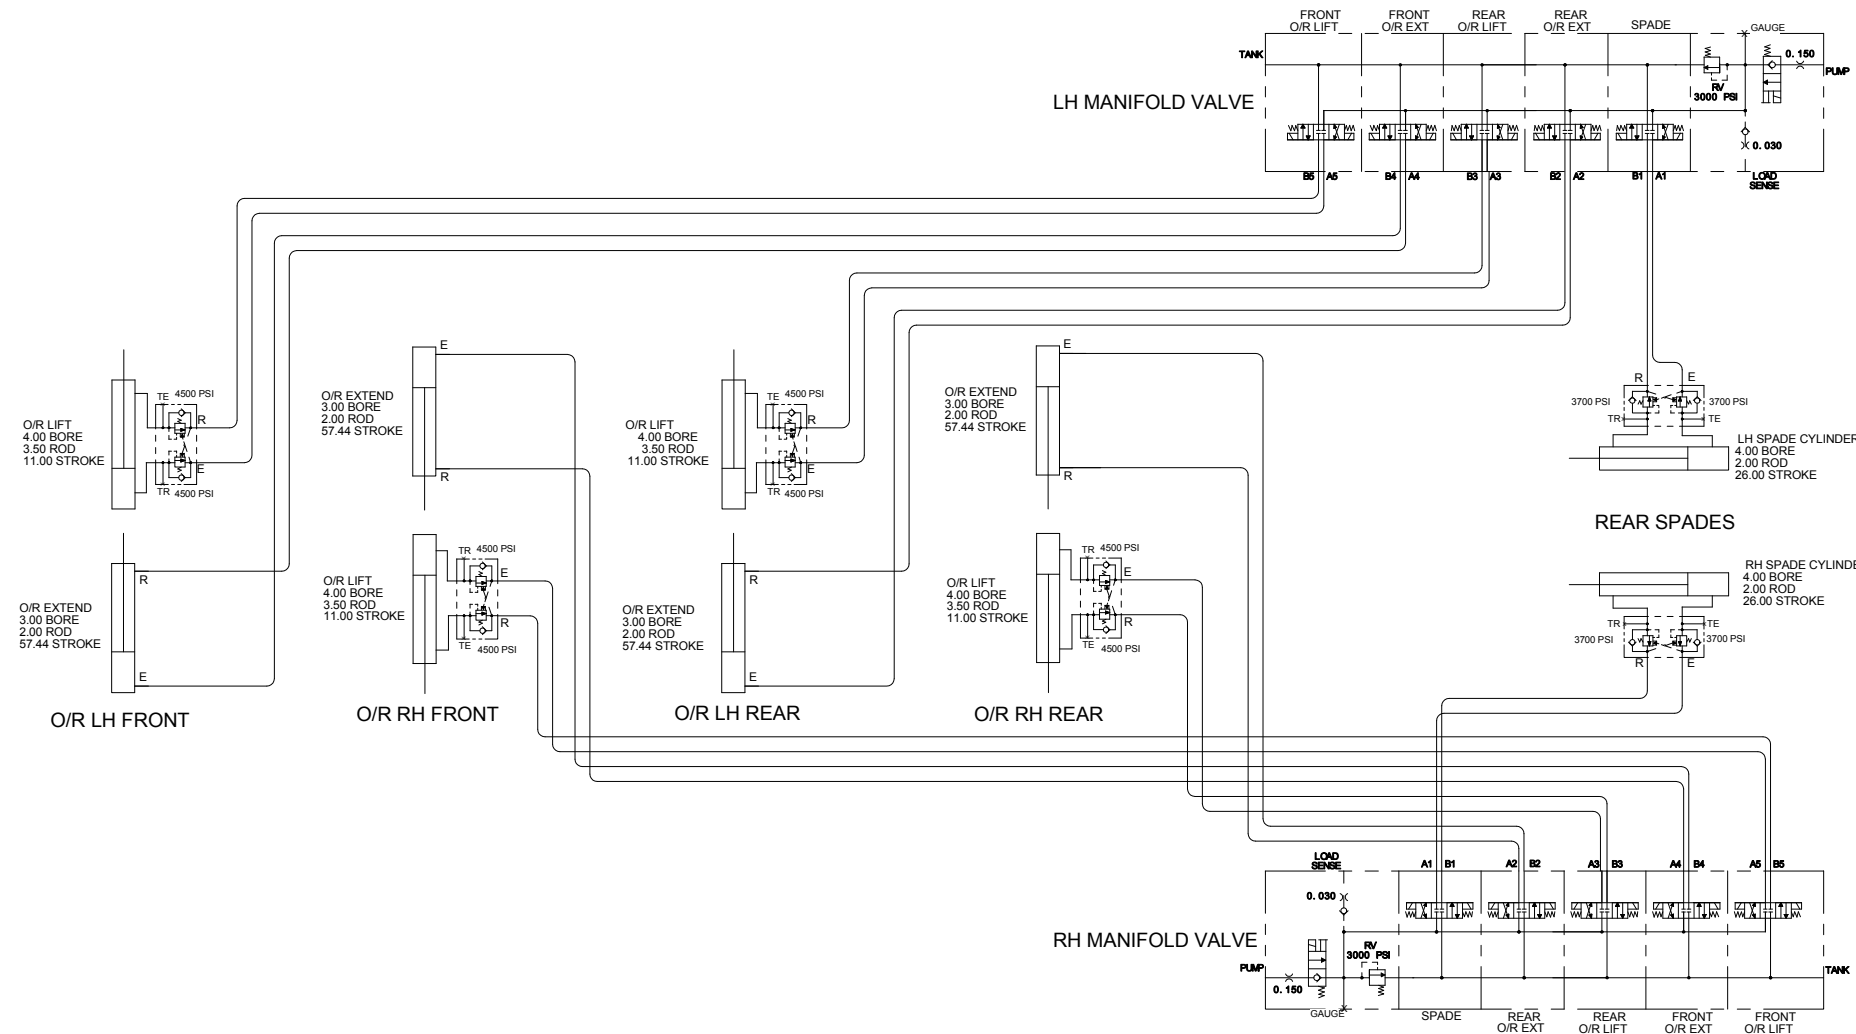 FRONT
O/R LIFT
FRONT
O/R EXT
REAR
O/R LIFT
REAR
O/R EXT
SPADE
GAUGE
TANK
0. 150
PUMP
RV
3000 PSI
LH MANIFOLD VALVE
0. 030
LOAD
SENSE
B5 A5
B4 A4
B3 A3
B2 A2
B1 A1
O/R LIFT
4.00 BORE
3.50 ROD
11.00 STROKE
TE 4500 PSI
R
E
TR 4500 PSI
O/R EXTEND
3.00 BORE
2.00 ROD
57.44 STROKE
E
R
O/R LIFT
4.00 BORE
3.50 ROD
11.00 STROKE
TE 4500 PSI
R
E
TR 4500 PSI
O/R EXTEND
3.00 BORE
2.00 ROD
57.44 STROKE
E
R
R E
3700 PSI
3700 PSI
TR
TE
LH SPADE CYLINDER
4.00 BORE
2.00 ROD
26.00 STROKE
REAR SPADES
O/R EXTEND
3.00 BORE
2.00 ROD
57.44 STROKE
R
E
O/R LIFT
4.00 BORE
3.50 ROD
11.00 STROKE
TR 4500 PSI
E
R
TE 4500 PSI
O/R EXTEND
3.00 BORE
2.00 ROD
57.44 STROKE
R
E
O/R LIFT
4.00 BORE
3.50 ROD
11.00 STROKE
TR 4500 PSI
E
R
TE 4500 PSI
RH SPADE CYLINDE
4.00 BORE
2.00 ROD
26.00 STROKE
TR
TE
3700 PSI
3700 PSI
R E
O/R LH FRONT
O/R RH FRONT
O/R LH REAR
O/R RH REAR
LOAD
SENSE
A1 B1
A2 B2
A3 B3
A4 B4
A5 B5
0. 030
RH MANIFOLD VALVE
RV
3000 PSI
PUMP
0. 150
TANK
GAUGE
SPADE
REAR
O/R EXT
REAR
O/R LIFT
FRONT
O/R EXT
FRONT
O/R LIFT